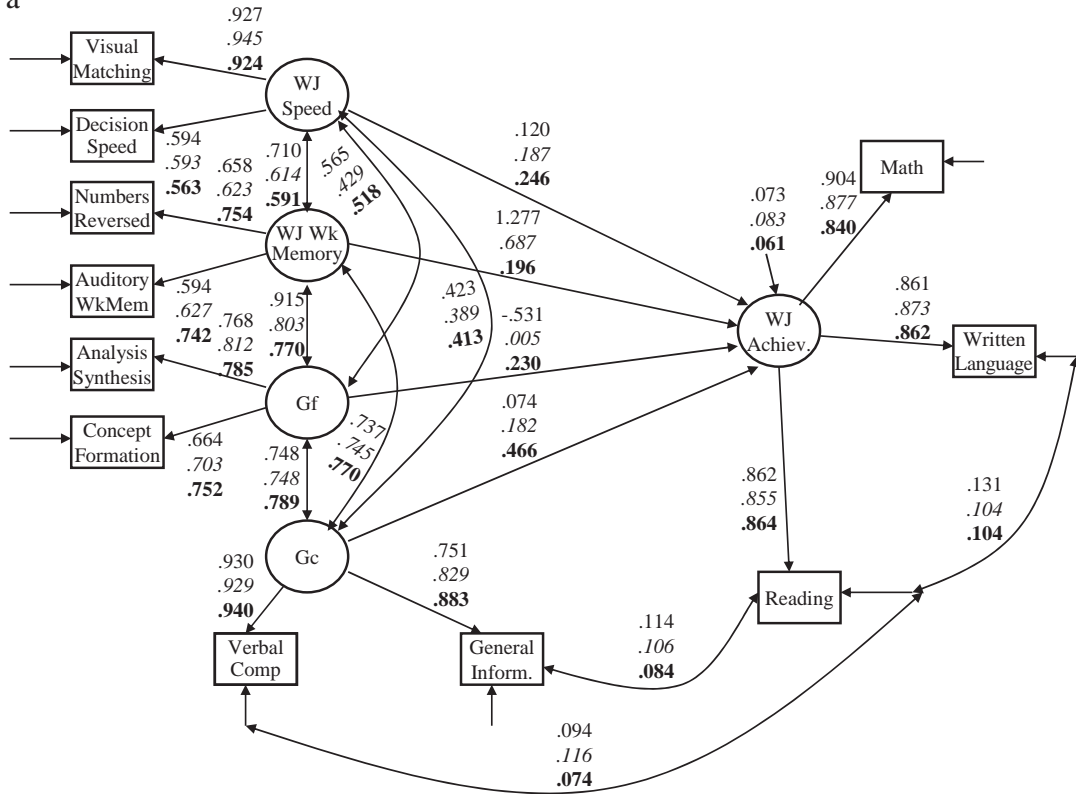 a
.927
.945
.924
Visual
Matching
WJ
Speed
Decision
Speed
.594
.593
.563
.658
.623
.754
.710
.614
.591
.565
.429
.518
.120
.187
.246
Math
.904
.877
.840
Numbers
Reversed
WJ Wk
Memory
1.277
.687
.196
.073
.083
.061
Auditory
WkMem
.594
.627
.742
.915
.803
.770
.423
.389
.413
-.531
.005
.230
WJ
Achiev.
.861
.873
.862
Written
Language
Analysis
Synthesis
.768
.812
.785
Gf
Concept
Formation
.664
.703
.752
.748
.748
.789
.737
.745
.770
.074
.182
.466
.862
.855
.864
.131
.104
.104
Gc
.930
.929
.940
.751
.829
.883
Reading
Verbal
Comp
General
Inform.
.114
.106
.084
.094
.116
.074